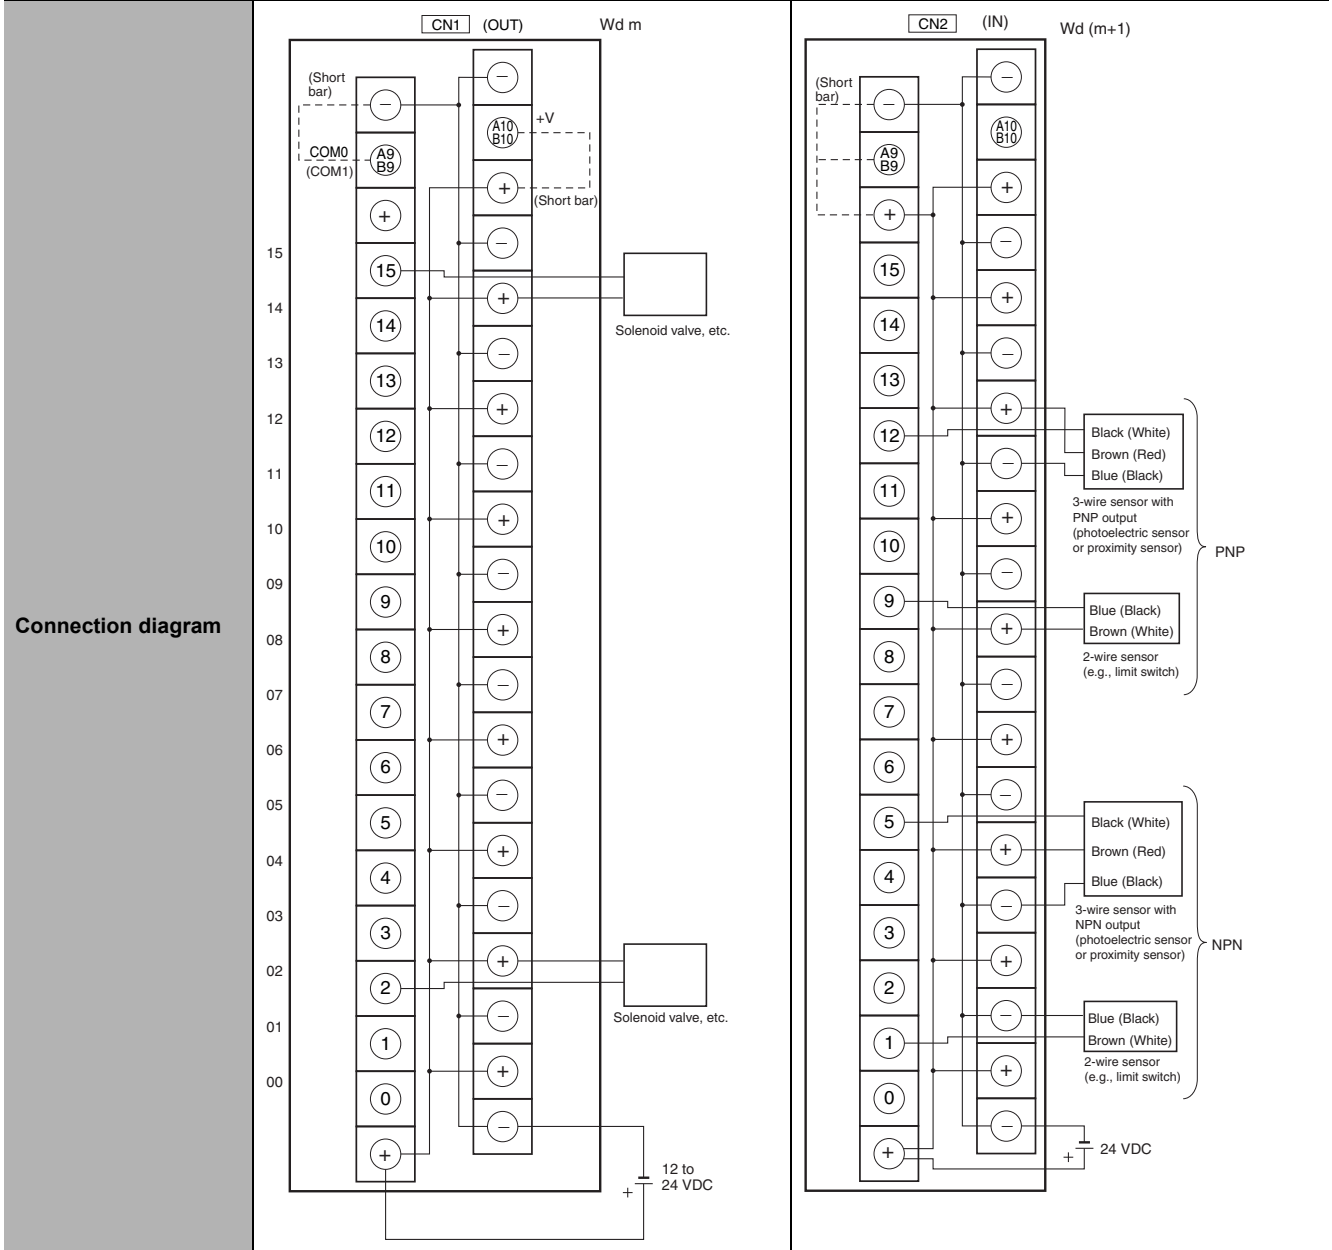 Connection diagram
CN1 (OUT) Wd m
(Short
bar)
−
−
A10
B10
+V
COM0
(COM1)
A9
B9
+
(Short bar)
+
−
15
15
+
Solenoid valve, etc.
14
14
−
13
13
+
12
12
−
11
11
+
10
10
−
09
9
+
08
8
−
07
7
+
06
6
−
05
5
+
04
4
−
03
3
+
02
2
Solenoid valve, etc.
−
01
1
+
00
0
−
+
12 to
24 VDC
+
CN2 (IN) Wd (m+1)
(Short
bar)
−
−
A10
B10
A9
B9
+
+
−
15
+
14
−
13
+
12
Black (White)
Brown (Red)
Blue (Black)
3-wire sensor with
PNP output
(photoelectric sensor
or proximity sensor)
PNP
−
11
+
10
−
9
Blue (Black)
Brown (White)
2-wire sensor
(e.g., limit switch)
+
8
−
7
+
6
−
5
Black (White)
Brown (Red)
Blue (Black)
3-wire sensor with
NPN output
(photoelectric sensor
or proximity sensor)
NPN
+
4
−
3
+
2
−
1
Blue (Black)
Brown (White)
2-wire sensor
(e.g., limit switch)
+
0
−
+
+
24 VDC